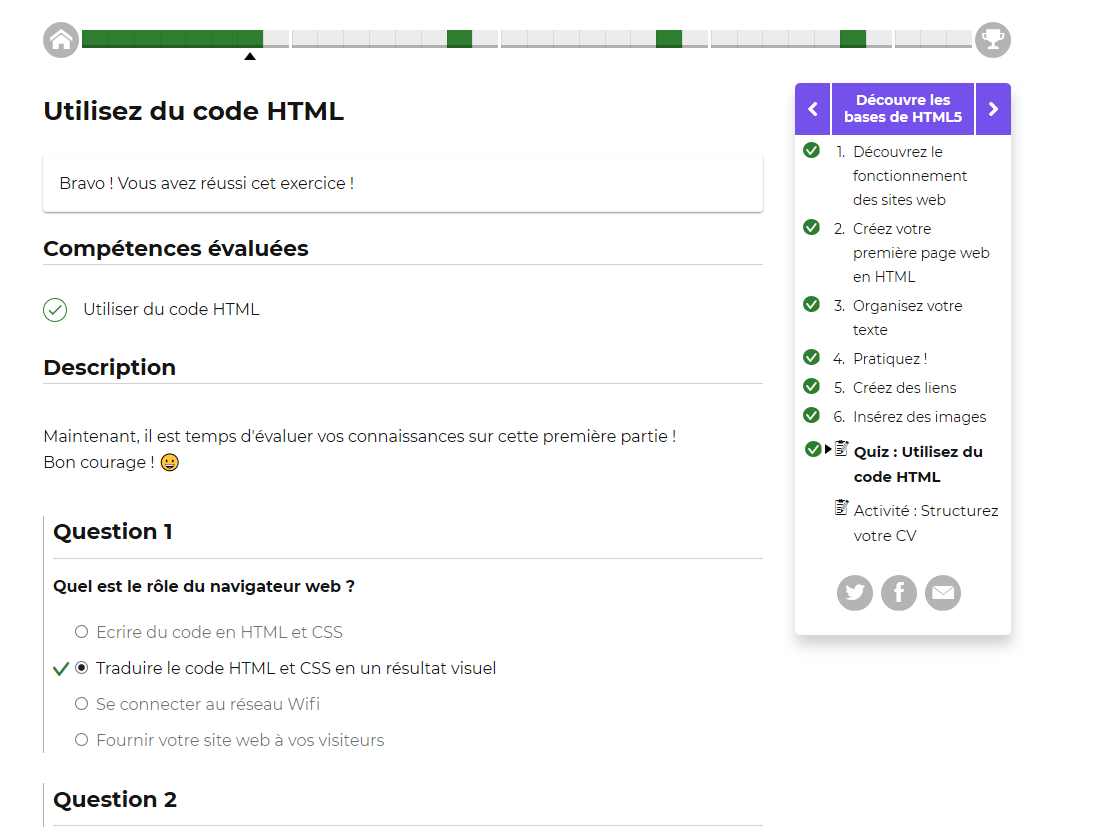 Utilisez du code HTML
Bravo ! Vous avez réussi cet exercice !
Compétences évaluées
Utiliser du code HTML
Description
Maintenant, il est temps d'évaluer vos connaissances sur cette première partie !
Bon courage ! 😀
Question 1
Quel est le rôle du navigateur web ?
Ecrire du code en HTML et CSS
Traduire le code HTML et CSS en un résultat visuel
Se connecter au réseau Wifi
Fournir votre site web à vos visiteurs
Question 2
Découvre les
bases de HTML5
1. Découvrez le
fonctionnement
des sites web
2. Créez votre
première page web
en HTML
3. Organisez votre
texte
4. Pratiquez !
5. Créez des liens
6. Insérez des images
Quiz : Utilisez du
code HTML
Activité : Structurez
votre CV